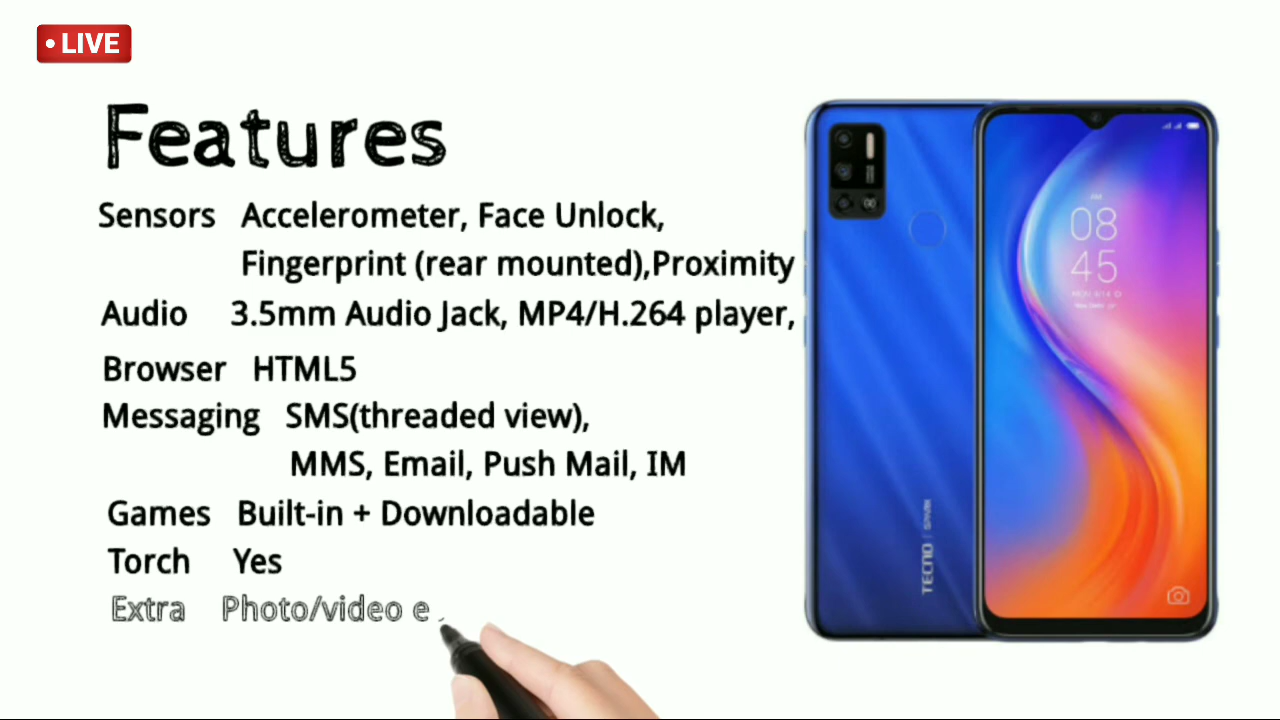 LIVE
Features
Sensors Accelerometer, Face Unlock,
Fingerprint (rear mounted),Proximity
Audio 3.5mm Audio Jack, MP4/H.264 player,
Browser HTML5
Messaging SMS(threaded view),
MMS, Email, Push Mail, IM
Games Built-in + Downloadable
Torch Yes
Extra Photo/video e
08
45
TECNO SPARK